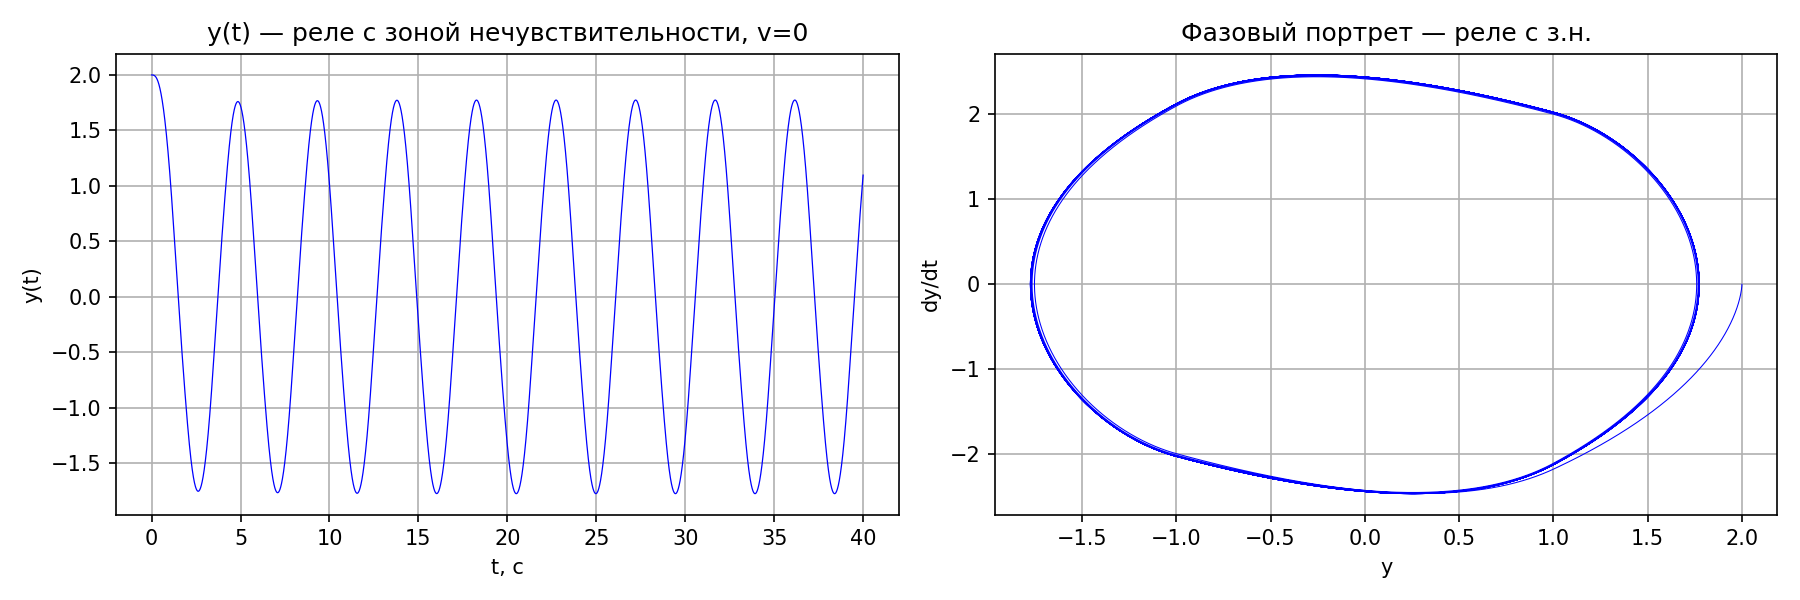 y(t) — реле с зоной нечувствительности, v=0
y(t)
2.0
1.5
1.0
0.5
0.0
−0.5
−1.0
−1.5
0 5 10 15 20 25 30 35 40
t, с
Фазовый портрет — реле с з.н.
dy/dt
2
1
0
−1
−2
−1.5 −1.0 −0.5 0.0 0.5 1.0 1.5 2.0
y